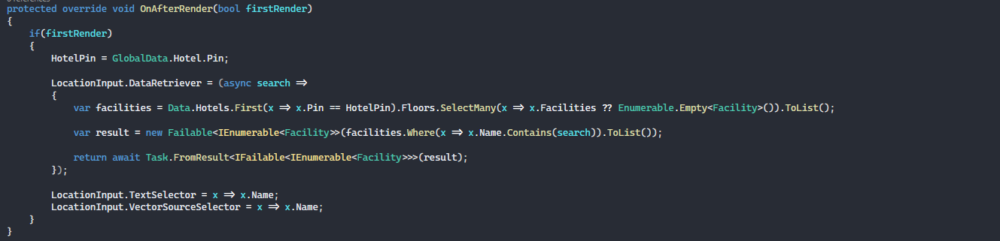 protected override void OnAfterRender(bool firstRender)
{
if(firstRender)
{
HotelPin = GlobalData.Hotel.Pin;
LocationInput.DataRetriever = (async search =>
{
var facilities = Data.Hotels.First(x => x.Pin == HotelPin).Floors.SelectMany(x => x.Facilities ?? Enumerable.Empty<Facility>()).ToList();
var result = new Failable<IEnumerable<Facility>>(facilities.Where(x => x.Name.Contains(search)).ToList());
return await Task.FromResult<IFailable<IEnumerable<Facility>>>(result);
});
LocationInput.TextSelector = x => x.Name;
LocationInput.VectorSourceSelector = x => x.Name;
}
}